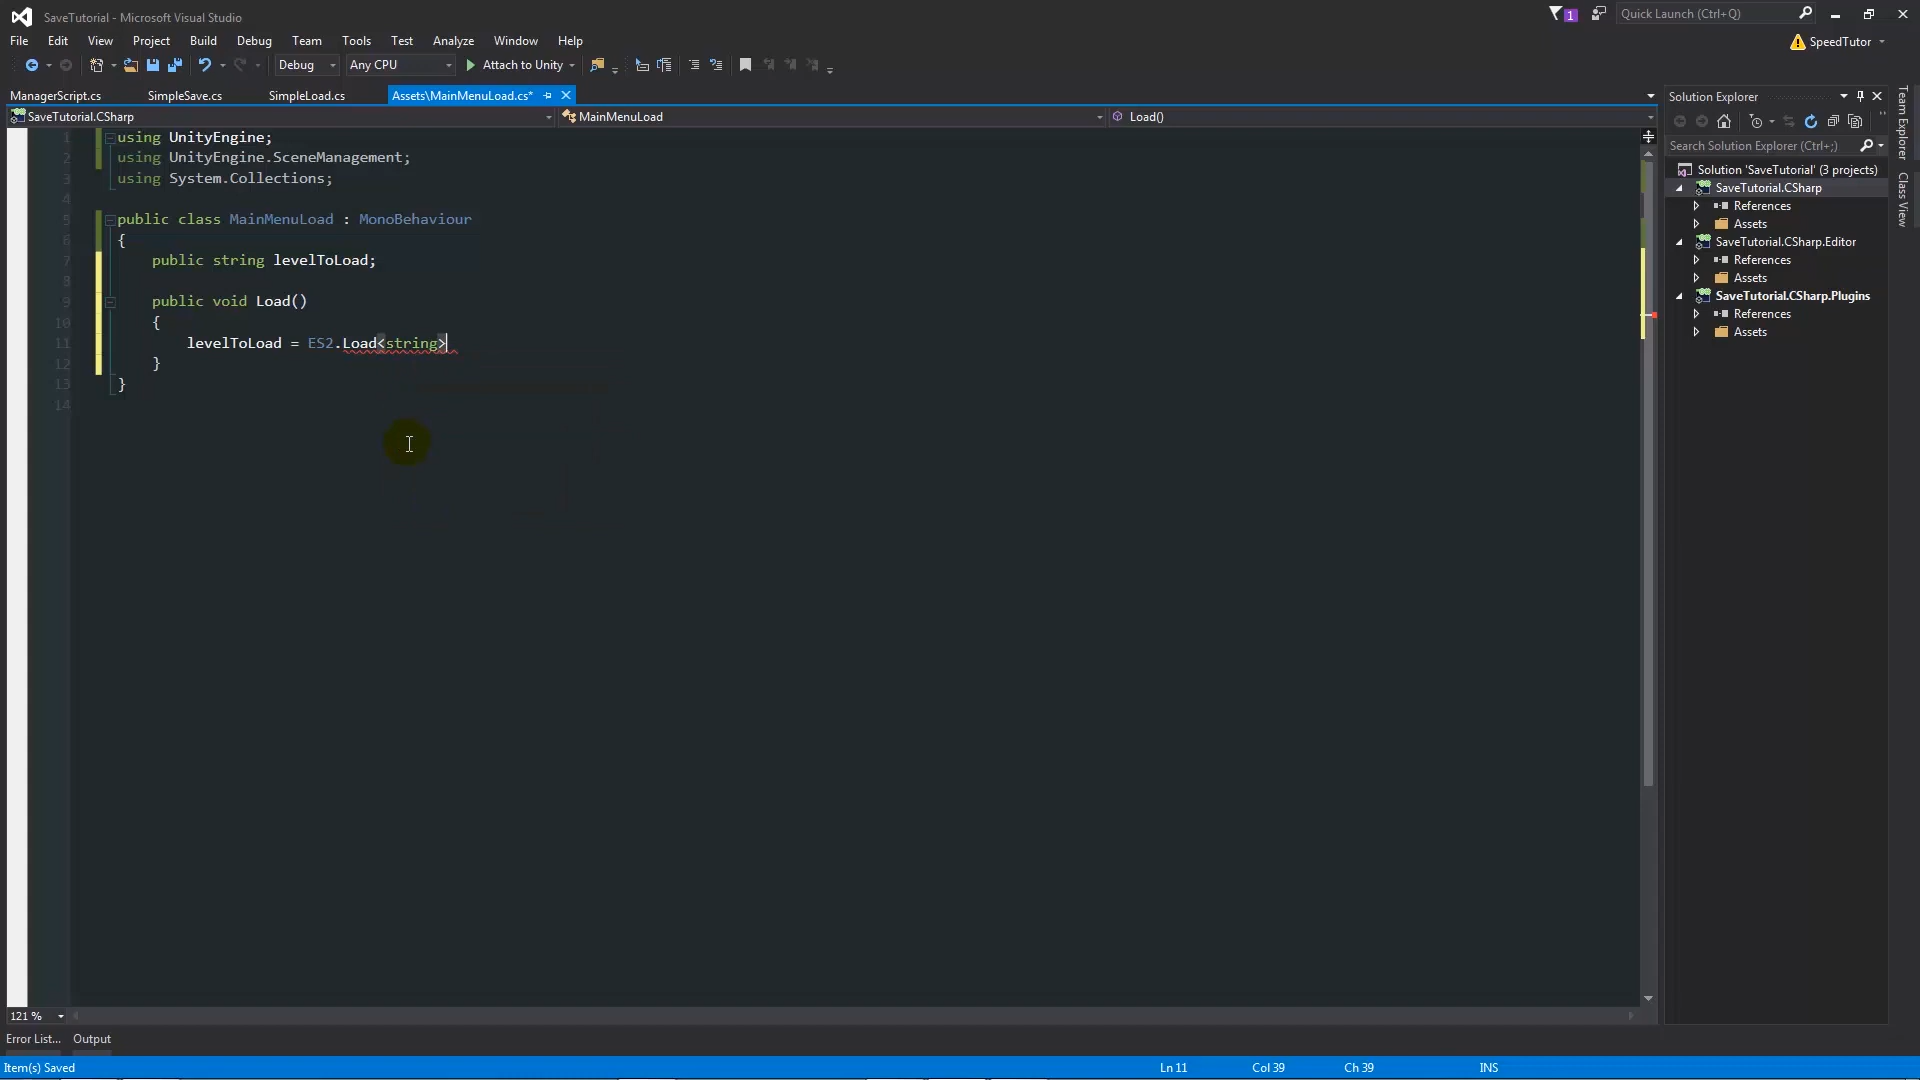 SaveTutorial - Microsoft Visual Studio
1
Quick Launch (Ctrl+Q)
File Edit View Project Build Debug Team Tools Test Analyze Window Help
SpeedTutor
Debug Any CPU Attach to Unity
ManagerScript.cs SimpleSave.cs SimpleLoad.cs Assets\MainMenuLoad.cs*
SaveTutorial.CSharp MainMenuLoad Load()
1 using UnityEngine;
2 using UnityEngine.SceneManagement;
3 using System.Collections;
4
5 public class MainMenuLoad : MonoBehaviour
6 {
7 public string levelToLoad;
8
9 public void Load()
10 {
11 levelToLoad = ES2.Load<string>
12 }
13 }
14
Solution Explorer
Search Solution Explorer (Ctrl+;)
Solution 'SaveTutorial' (3 projects)
SaveTutorial.CSharp
References
Assets
SaveTutorial.CSharp.Editor
References
Assets
SaveTutorial.CSharp.Plugins
References
Assets
Team Explorer
Class View
121 %
Error List... Output
Item(s) Saved Ln 11 Col 39 Ch 39 INS